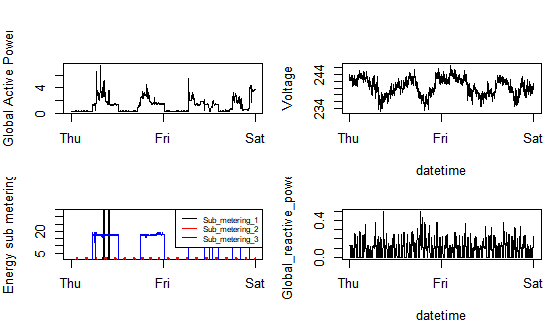 Global Active Power
0 4
Thu Fri Sat
Voltage
234 244
Thu Fri Sat
datetime
Energy sub metering
5 20
Sub_metering_1
Sub_metering_2
Sub_metering_3
Thu Fri Sat
Global_reactive_powe
0.0 0.4
Thu Fri Sat
datetime